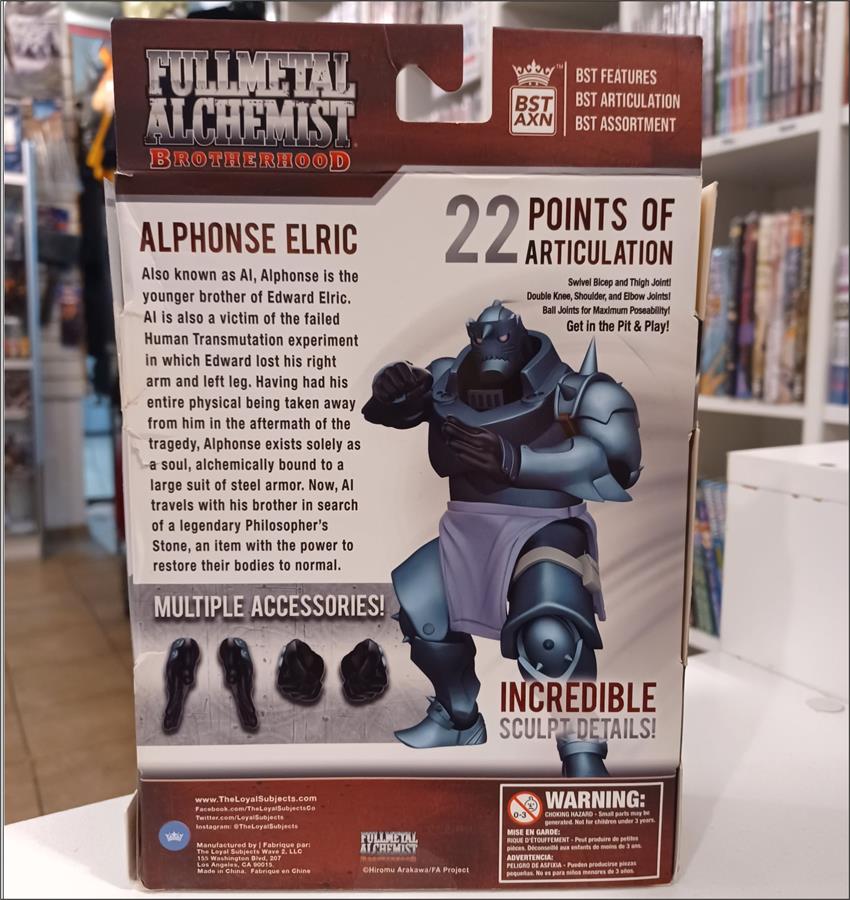 FULLMETAL
ALCHEMIST
BROTHERHOOD
BST
AXN
™
BST FEATURES
BST ARTICULATION
BST ASSORTMENT
ALPHONSE ELRIC
Also known as Al, Alphonse is the
younger brother of Edward Elric.
Al is also a victim of the failed
Human Transmutation experiment
in which Edward lost his right
arm and left leg. Having had his
entire physical being taken away
from him in the aftermath of the
tragedy, Alphonse exists solely as
a soul, alchemically bound to a
large suit of steel armor. Now, Al
travels with his brother in search
of a legendary Philosopher's
Stone, an item with the power to
restore their bodies to normal.
22 POINTS OF
ARTICULATION
Swivel Bicep and Thigh Joint!
Double Knee, Shoulder, and Elbow Joints!
Ball Joints for Maximum Poseability!
Get in the Pit & Play!
MULTIPLE ACCESSORIES!
INCREDIBLE
SCULPT DETAILS!
www.TheLoyalSubjects.com
Facebook.com/TheLoyalSubjectsCo
Twitter.com/LoyalSubjects
Instagram: @TheLoyalSubjects
Manufactured by | Fabrique par:
The Loyal Subjects Wave 2, LLC
155 Washington Blvd, 207
Los Angeles, CA 90015.
Made in China. Fabrique en Chine
FULLMETAL
ALCHEMIST
BROTHERHOOD
©Hiromu Arakawa/FA Project
0-3
WARNING:
CHOKING HAZARD - Small parts may be
generated. Not for children under 3 years.
MISE EN GARDE:
RIQUE D'ÉTOUFFEMENT - Peut produire de petites
pièces. Déconseillé aux enfants de moins de 3 ans.
ADVERTENCIA:
PELIGRO DE ASFIXIA - Pueden producirse piezas
pequeñas. No es para niños menores de 3 años.